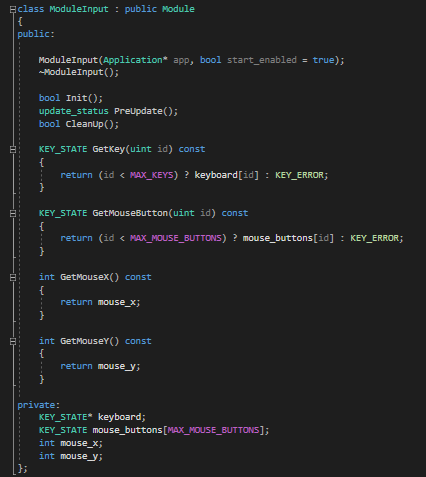 class ModuleInput : public Module
{
public:
ModuleInput(Application* app, bool start_enabled = true);
~ModuleInput();
bool Init();
update_status PreUpdate();
bool CleanUp();
KEY_STATE GetKey(uint id) const
{
return (id < MAX_KEYS) ? keyboard[id] : KEY_ERROR;
}
KEY_STATE GetMouseButton(uint id) const
{
return (id < MAX_MOUSE_BUTTONS) ? mouse_buttons[id] : KEY_ERROR;
}
int GetMouseX() const
{
return mouse_x;
}
int GetMouseY() const
{
return mouse_y;
}
private:
KEY_STATE* keyboard;
KEY_STATE mouse_buttons[MAX_MOUSE_BUTTONS];
int mouse_x;
int mouse_y;
};